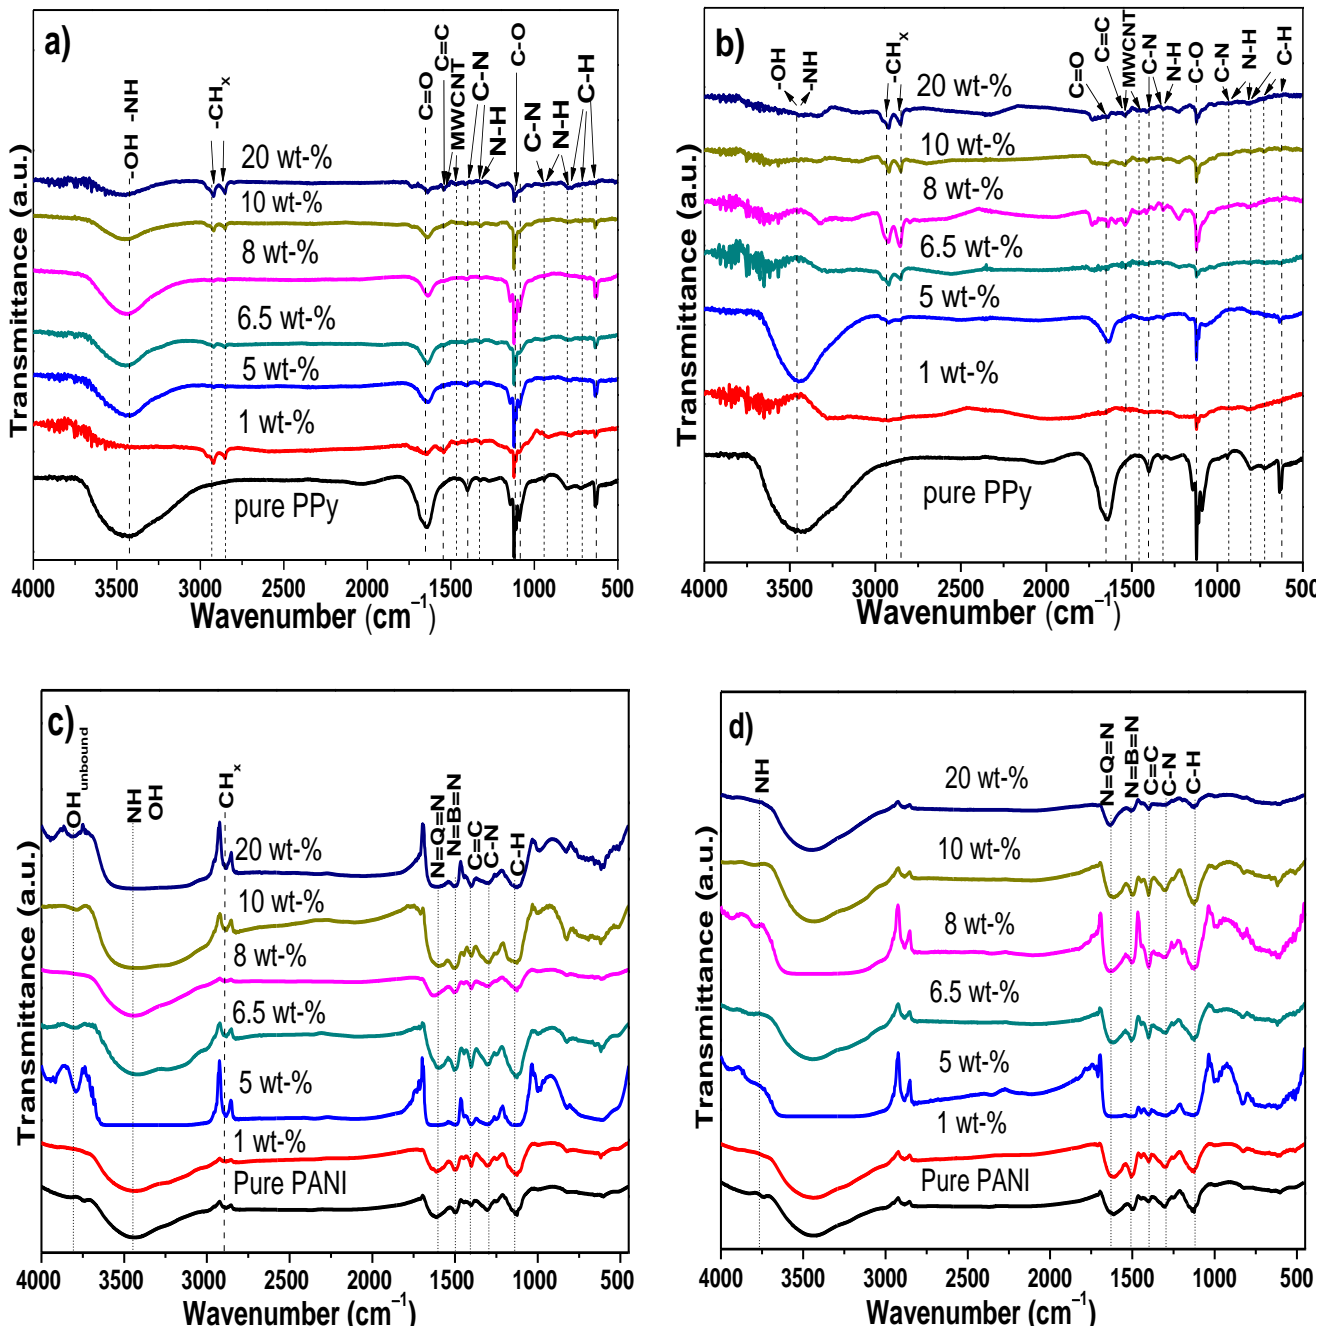 a)
-OH -NH
-CHx
C=O
C=C
MWCNT
C-N
N-H
C-O
C-N
N-H
C-H
20 wt-%
10 wt-%
8 wt-%
6.5 wt-%
5 wt-%
1 wt-%
pure PPy
Transmittance (a.u.)
4000 3500 3000 2500 2000 1500 1000 500
Wavenumber (cm−1)
b)
-OH
-NH
-CHx
C=O
C=C
MWCNT
C-N
N-H
C-O
C-N
N-H
C-H
20 wt-%
10 wt-%
8 wt-%
6.5 wt-%
5 wt-%
1 wt-%
pure PPy
Transmittance (a.u.)
4000 3500 3000 2500 2000 1500 1000 500
Wavenumber (cm−1)
c)
OHunbound
NH
OH
CHx
N=Q=N
N=B=N
C=C
C-N
C-H
20 wt-%
10 wt-%
8 wt-%
6.5 wt-%
5 wt-%
1 wt-%
Pure PANI
Transmittance (a.u.)
4000 3500 3000 2500 2000 1500 1000 500
Wavenumber (cm−1)
d)
NH
N=Q=N
N=B=N
C=C
C-N
C-H
20 wt-%
10 wt-%
8 wt-%
6.5 wt-%
5 wt-%
1 wt-%
Pure PANI
Transmittance (a.u.)
4000 3500 3000 2500 2000 1500 1000 500
Wavenumber (cm−1)